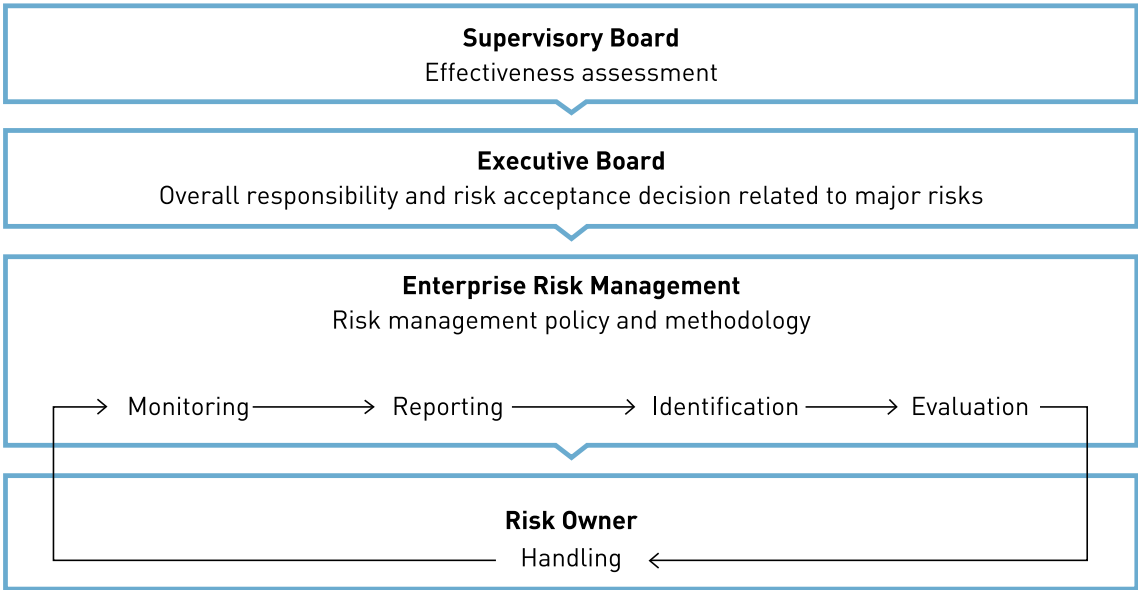 Supervisory Board
Effectiveness assessment
Executive Board
Overall responsibility and risk acceptance decision related to major risks
Enterprise Risk Management
Risk management policy and methodology
Monitoring Reporting Identification Evaluation
Risk Owner
Handling